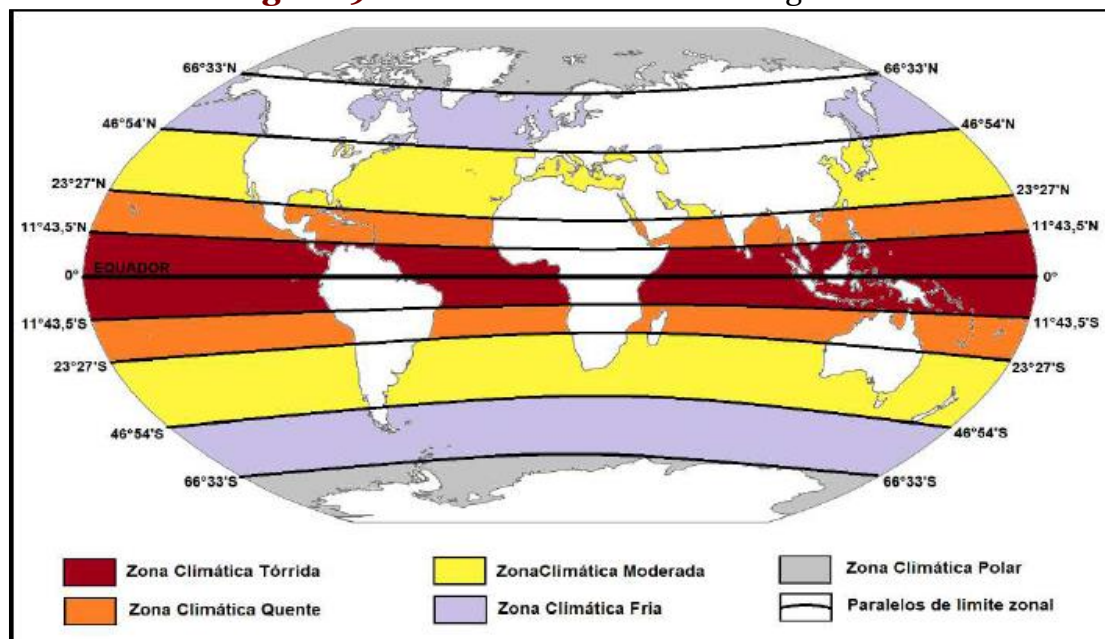 66°33'N 66°33'N
46°54'N 46°54'N
23°27'N 23°27'N
11°43,5'N 11°43,5'N
EQUADOR
0° 0°
11°43,5'S 11°43,5'S
23°27'S 23°27'S
46°54'S 46°54'S
66°33'S 66°33'S
Zona Climática Tórrida
ZonaClimática Moderada
Zona Climática Polar
Zona Climática Quente
Zona Climática Fria
Paralelos de limite zonal